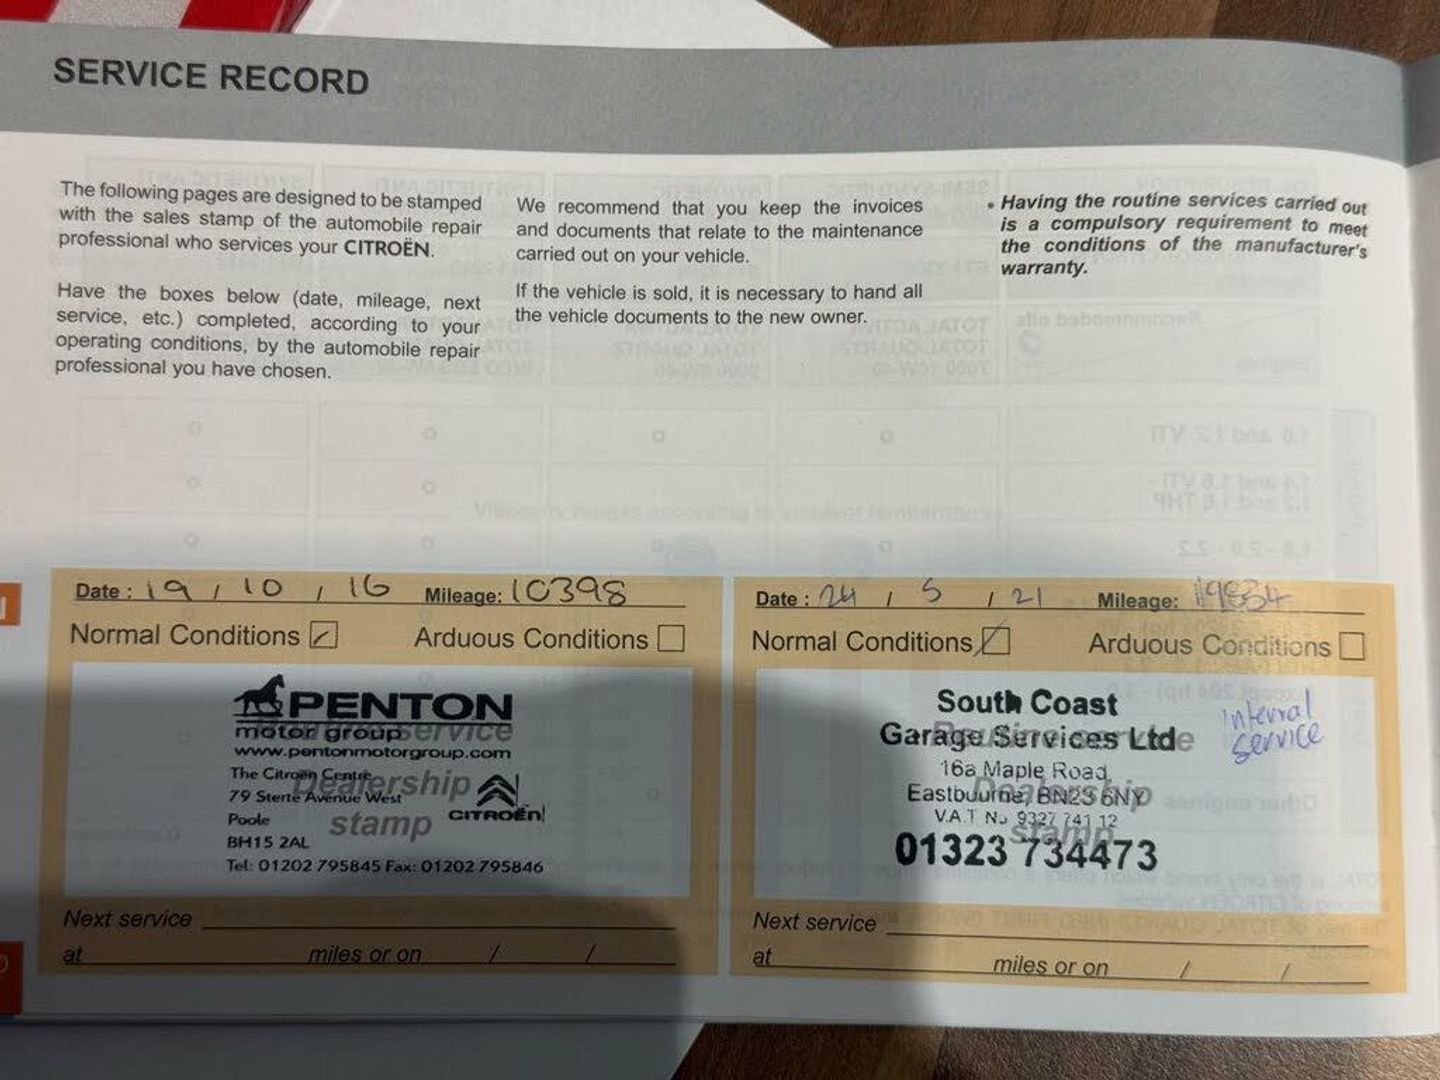 SERVICE RECORD
The following pages are designed to be stamped
with the sales stamp of the automobile repair
professional who services your CITROËN.
Have the boxes below (date, mileage, next
service, etc.) completed, according to your
operating conditions, by the automobile repair
professional you have chosen.
We recommend that you keep the invoices
and documents that relate to the maintenance
carried out on your vehicle.
If the vehicle is sold, it is necessary to hand all
the vehicle documents to the new owner.
• Having the routine services carried out
is a compulsory requirement to meet
the conditions of the manufacturer's
warranty.
Date : 19 / 10 / 16 Mileage: 10398
Normal Conditions Arduous Conditions
PENTON
motor group
service
www.pentonmotorgroup.com
The Citroën Centre
79 Sterte Avenue West
Poole
BH15 2AL
Tel: 01202 795845 Fax: 01202 795846
Dealership
stamp
CITROËN
Next service
at miles or on / /
Date : 24 / 5 / 21 Mileage:
Normal Conditions Arduous Conditions
South Coast
Garage Services Ltd
16a Maple Road
Eastbourne, BN23 6NY
V.A.T No 9327 741 12
01323 734473
Routine service
Dealership
stamp
Interval
Service
Next service
at miles or on / /